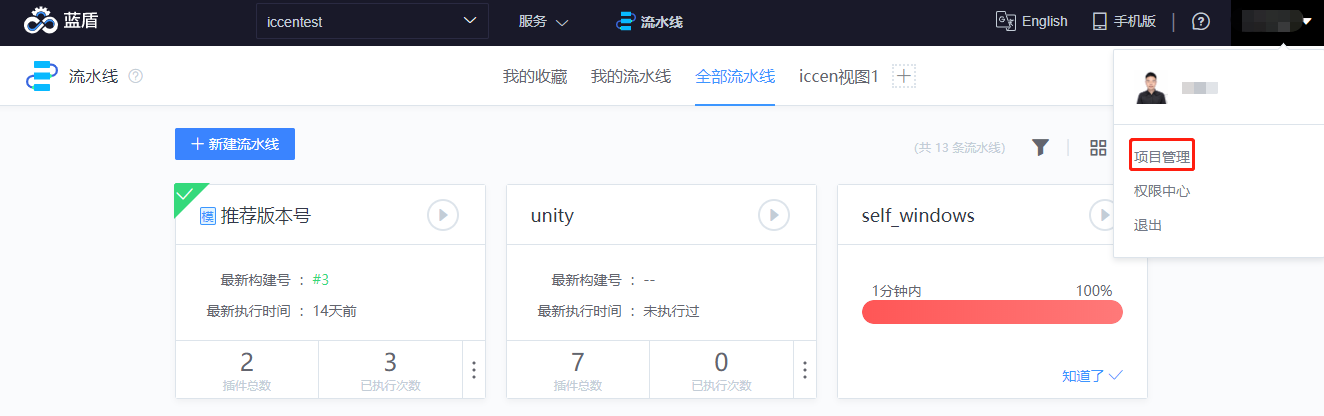 蓝盾 iccentest 服务 流水线 English 手机版
流水线 我的收藏 我的流水线 全部流水线 iccen视图1
新建流水线 (共 13 条流水线)
项目管理
权限中心
退出
模 推荐版本号
最新构建号 : #3
最新执行时间 : 14天前
2 3
插件总数 已执行次数
unity
最新构建号 : --
最新执行时间 : 未执行过
7 0
插件总数 已执行次数
self_windows
1分钟内 100%
知道了